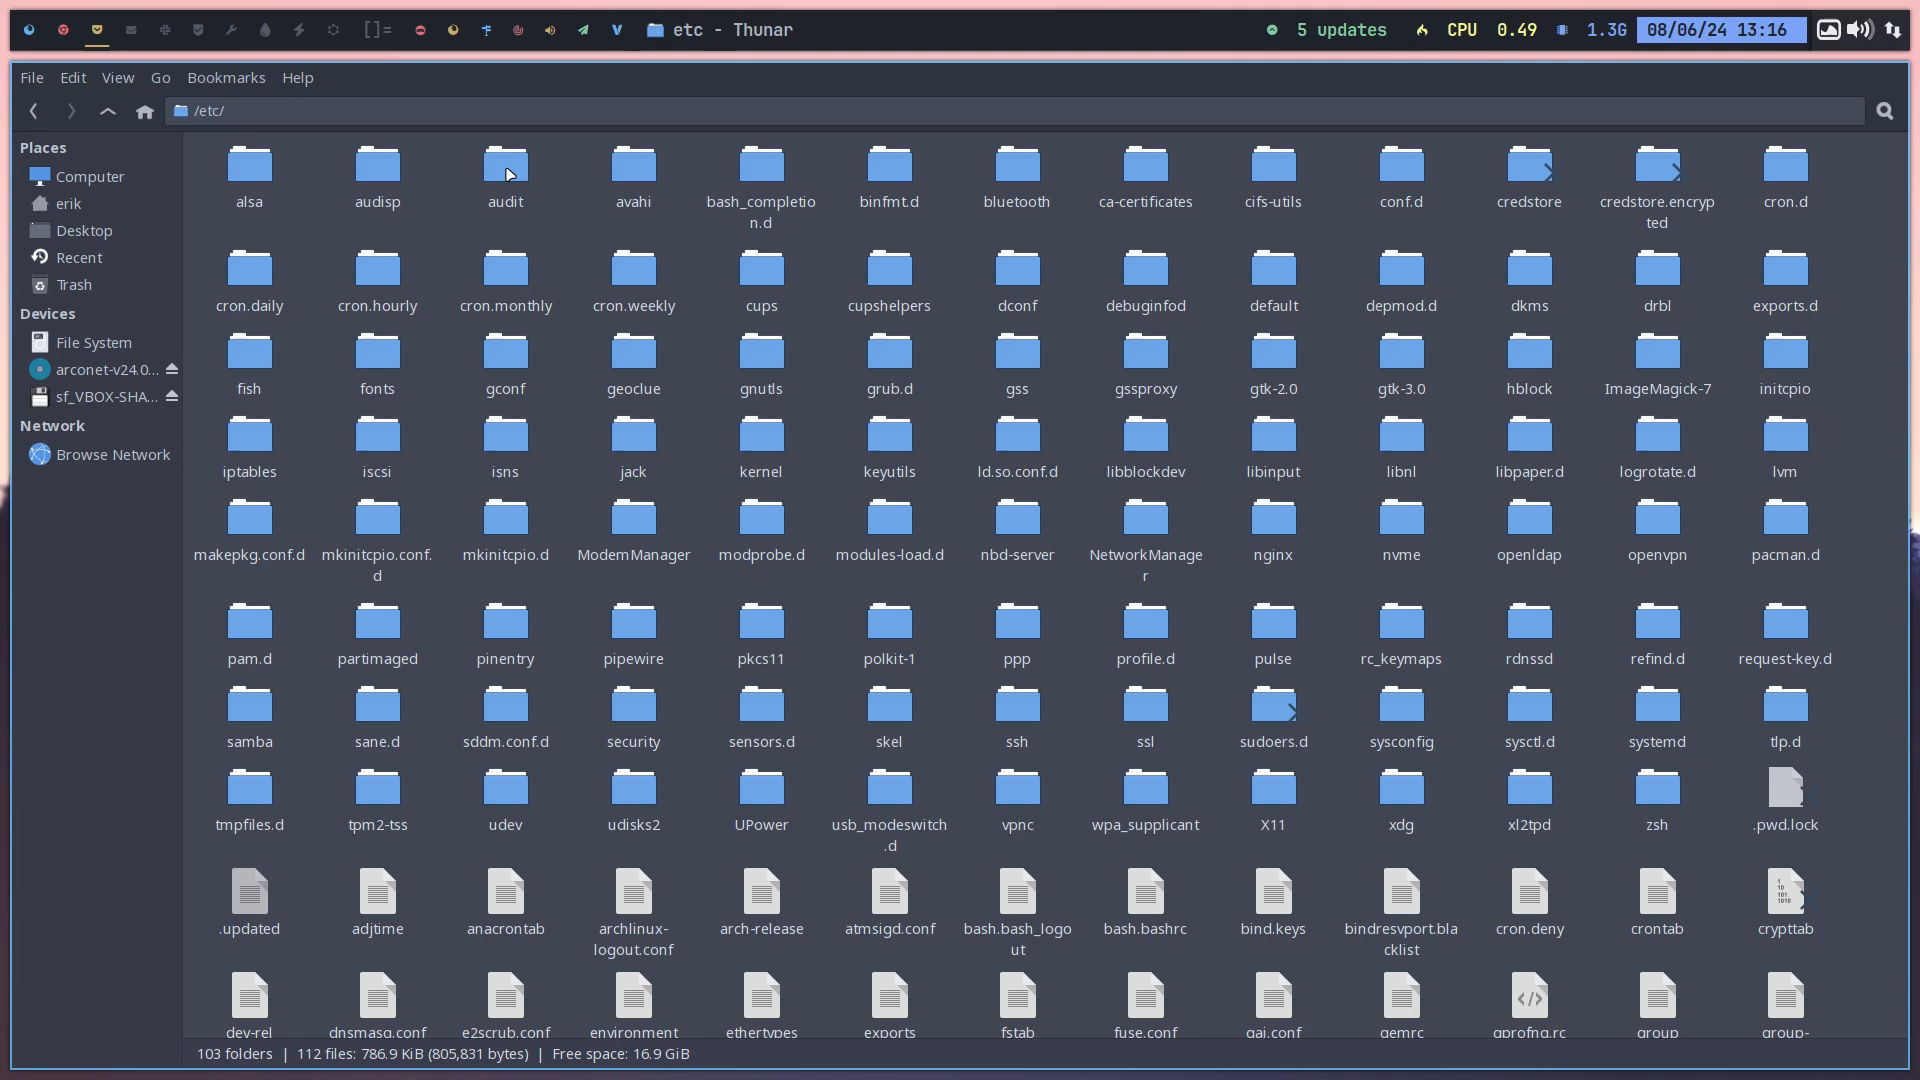 []= etc - Thunar 5 updates CPU 0.49 1.3G 08/06/24 13:16
File Edit View Go Bookmarks Help
/etc/
Places
Computer
erik
Desktop
Recent
Trash
Devices
File System
arconet-v24.0...
sf_VBOX-SHA...
Network
Browse Network
alsa audisp audit avahi bash_completio binfmt.d bluetooth ca-certificates cifs-utils conf.d credstore credstore.encryp cron.d
n.d ted
cron.daily cron.hourly cron.monthly cron.weekly cups cupshelpers dconf debuginfod default depmod.d dkms drbl exports.d
fish fonts gconf geoclue gnutls grub.d gss gssproxy gtk-2.0 gtk-3.0 hblock ImageMagick-7 initcpio
iptables iscsi isns jack kernel keyutils ld.so.conf.d libblockdev libinput libnl libpaper.d logrotate.d lvm
makepkg.conf.d mkinitcpio.conf. mkinitcpio.d ModemManager modprobe.d modules-load.d nbd-server NetworkManage nginx nvme openldap openvpn pacman.d
d r
pam.d partimaged pinentry pipewire pkcs11 polkit-1 ppp profile.d pulse rc_keymaps rdnssd refind.d request-key.d
samba sane.d sddm.conf.d security sensors.d skel ssh ssl sudoers.d sysconfig sysctl.d systemd tlp.d
tmpfiles.d tpm2-tss udev udisks2 UPower usb_modeswitch vpnc wpa_supplicant X11 xdg xl2tpd zsh .pwd.lock
.d
.updated adjtime anacrontab archlinux- arch-release atmsigd.conf bash.bash_logo bash.bashrc bind.keys bindresvport.bla cron.deny crontab crypttab
logout.conf ut cklist
dev-rel dnsmasq.conf e2scrub.conf environment ethertypes exports fstab fuse.conf gai.conf gemrc gprofng.rc group group-
103 folders | 112 files: 786.9 KiB (805,831 bytes) | Free space: 16.9 GiB